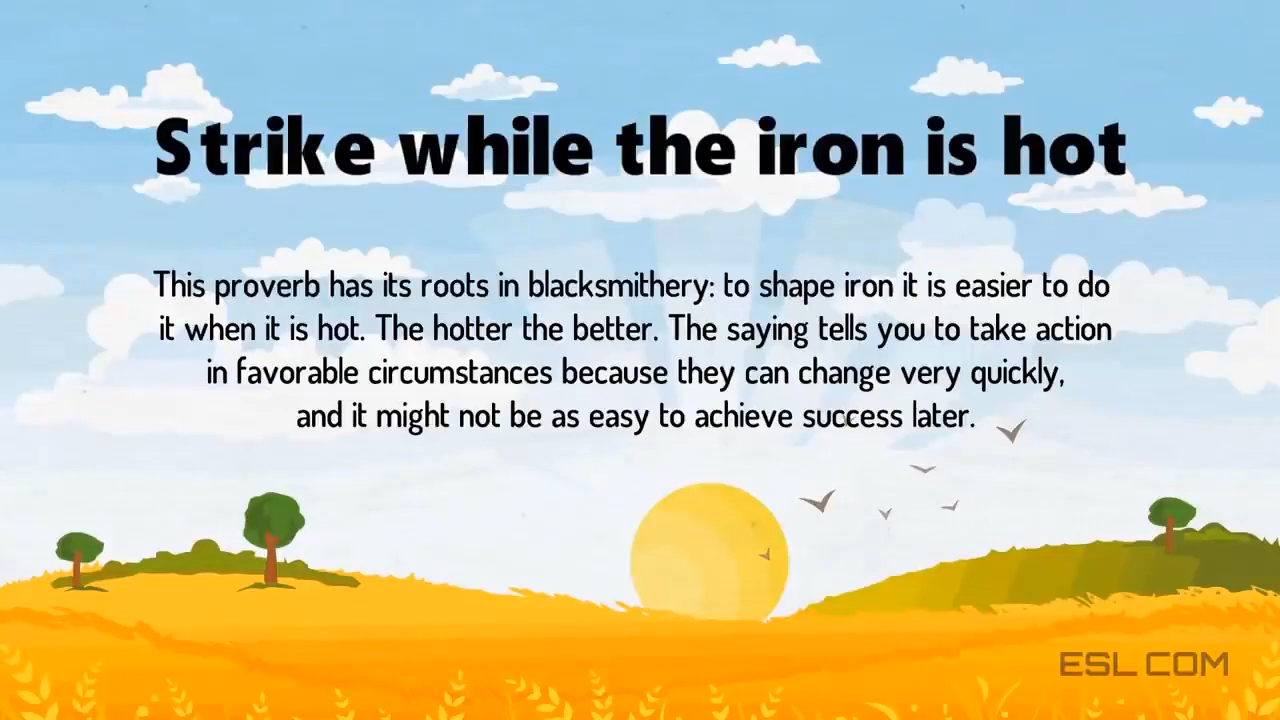 Strike while the iron is hot
This proverb has its roots in blacksmithery: to shape iron it is easier to do
it when it is hot. The hotter the better. The saying tells you to take action
in favorable circumstances because they can change very quickly,
and it might not be as easy to achieve success later.
ESL COM